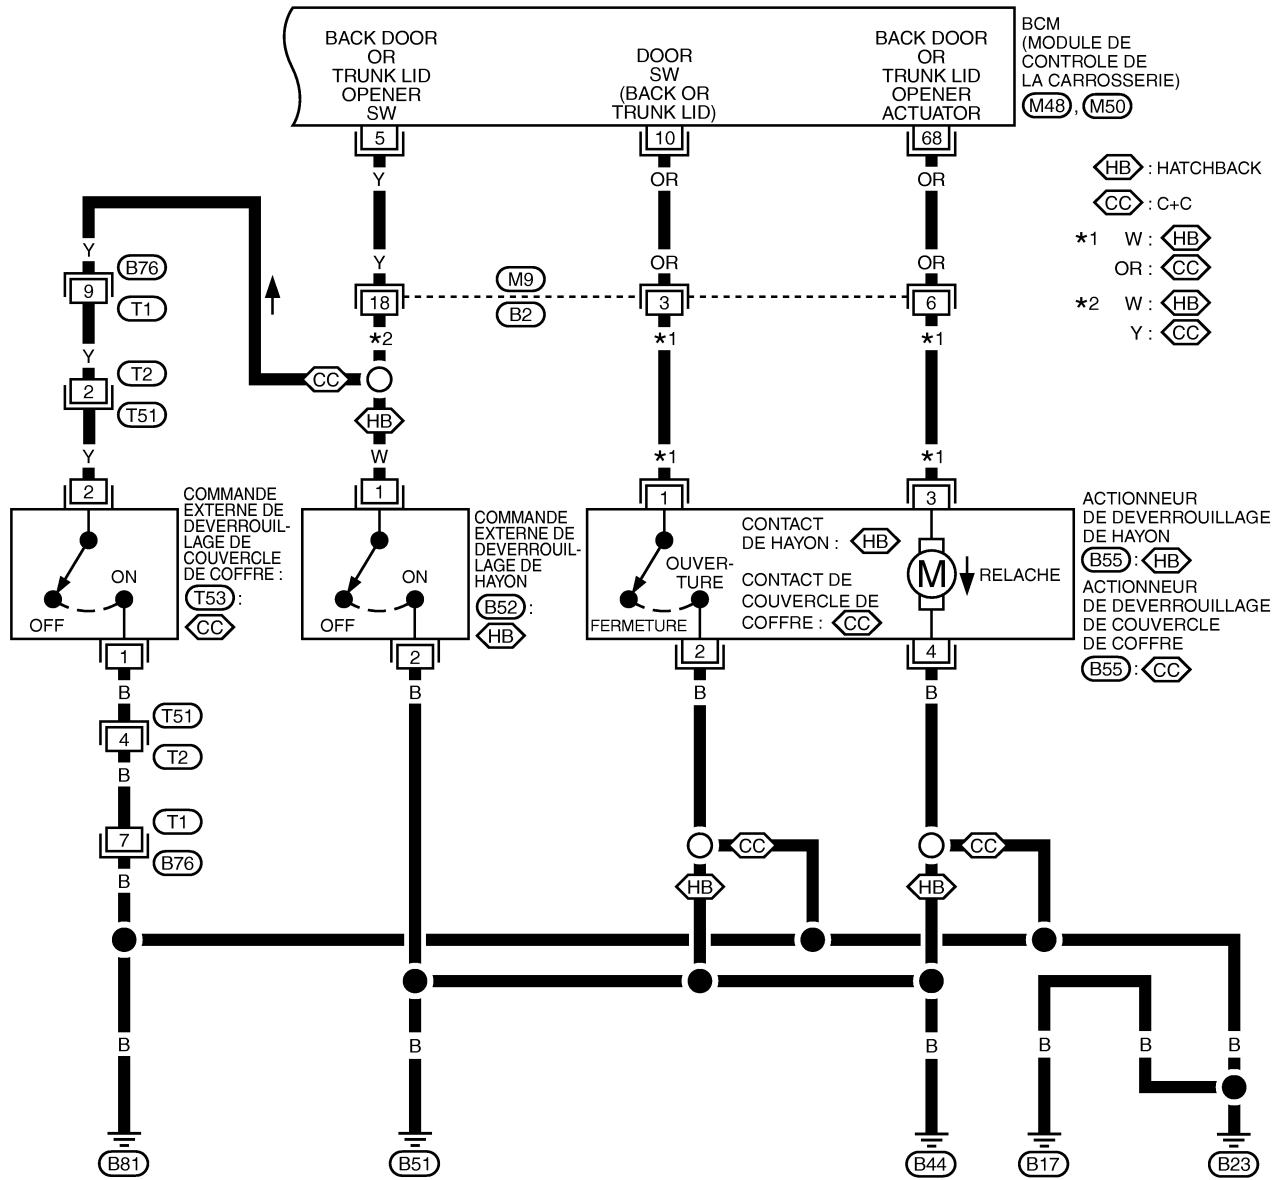 BACK DOOR
OR
TRUNK LID
OPENER
SW
DOOR
SW
(BACK OR
TRUNK LID)
BACK DOOR
OR
TRUNK LID
OPENER
ACTUATOR
BCM
(MODULE DE
CONTROLE DE
LA CARROSSERIE)
M48 , M50
5
10
68
HB : HATCHBACK
CC : C+C
*1 W : HB
OR : CC
*2 W : HB
Y : CC
Y
OR
OR
Y
Y
OR
OR
B76
9
T1
M9
18
3
6
B2
*2
*1
*1
Y
T2
2
T51
CC
HB
Y
W
*1
*1
2
1
1
3
COMMANDE
EXTERNE DE
DEVERROUIL-
LAGE DE
COUVERCLE
DE COFFRE :
T53 :
CC
ON
OFF
COMMANDE
EXTERNE DE
DEVERROUIL-
LAGE DE
HAYON
B52 :
HB
ON
OFF
CONTACT
DE HAYON : HB
OUVER-
TURE
CONTACT DE
COUVERCLE DE
COFFRE : CC
FERMETURE
M
RELACHE
ACTIONNEUR
DE DEVERROUILLAGE
DE HAYON
B55 : HB
ACTIONNEUR
DE DEVERROUILLAGE
DE COUVERCLE
DE COFFRE
B55 : CC
1
2
2
4
B
B
B
B
T51
4
T2
B
T1
7
B76
B
CC
CC
HB
HB
B
B
B
B
B
B
B81
B51
B44
B17
B23